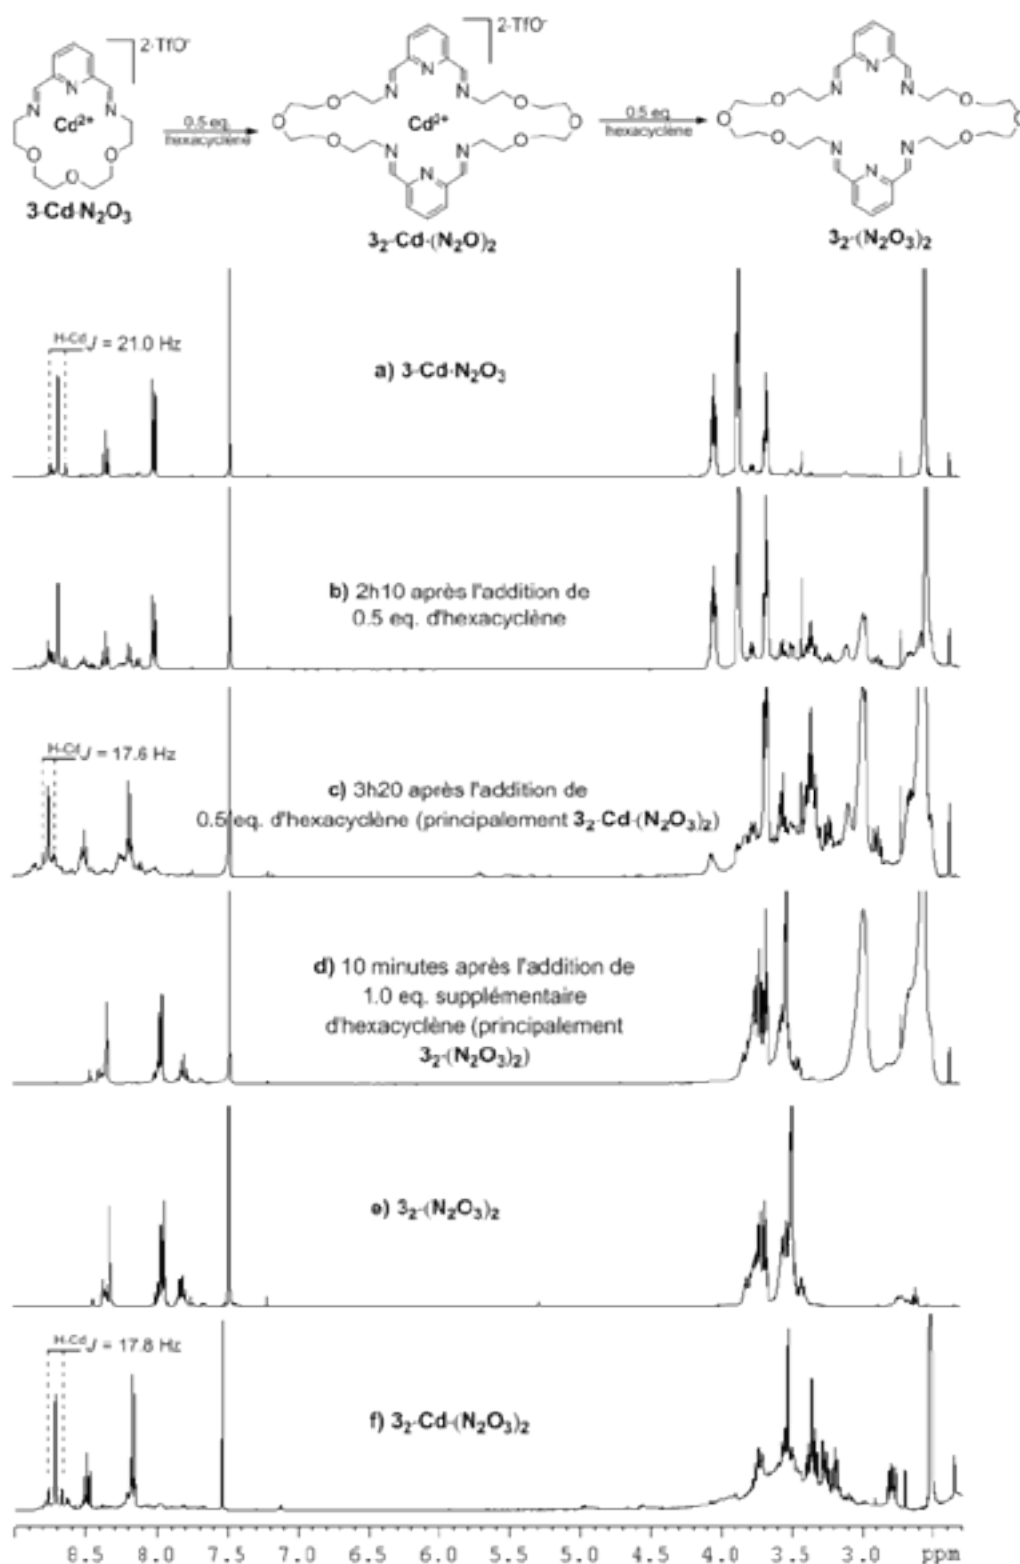 2·TfO⁻
2·TfO⁻
N
N N
Cd²⁺
O O
O
N
N N
O O
O Cd²⁺ O
O O
N N
N
N
N N
O O
O O
O O
N N
N
0.5 eq.
hexacyclène
0.5 eq.
hexacyclène
3·Cd·N₂O₃
3₂·Cd·(N₂O)₂
3₂·(N₂O₃)₂
H-Cd J = 21.0 Hz
a) 3·Cd·N₂O₃
b) 2h10 après l'addition de
0.5 eq. d'hexacyclène
H-Cd J = 17.6 Hz
c) 3h20 après l'addition de
0.5 eq. d'hexacyclène (principalement 3₂·Cd·(N₂O₃)₂)
d) 10 minutes après l'addition de
1.0 eq. supplémentaire
d'hexacyclène (principalement
3₂·(N₂O₃)₂)
e) 3₂·(N₂O₃)₂
H-Cd J = 17.8 Hz
f) 3₂·Cd·(N₂O₃)₂
8.5 8.0 7.5 7.0 6.5 6.0 5.5 5.0 4.5 4.0 3.5 3.0 ppm